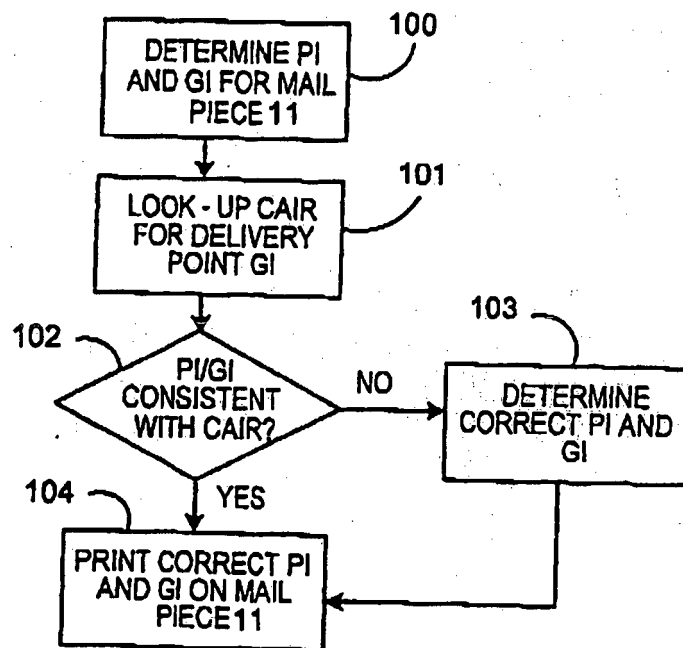 100
DETERMINE PI
AND GI FOR MAIL
PIECE 11
101
LOOK - UP CAIR
FOR DELIVERY
POINT GI
102
PI/GI
CONSISTENT
WITH CAIR?
NO
103
DETERMINE
CORRECT PI AND
GI
YES
104
PRINT CORRECT PI
AND GI ON MAIL
PIECE 11